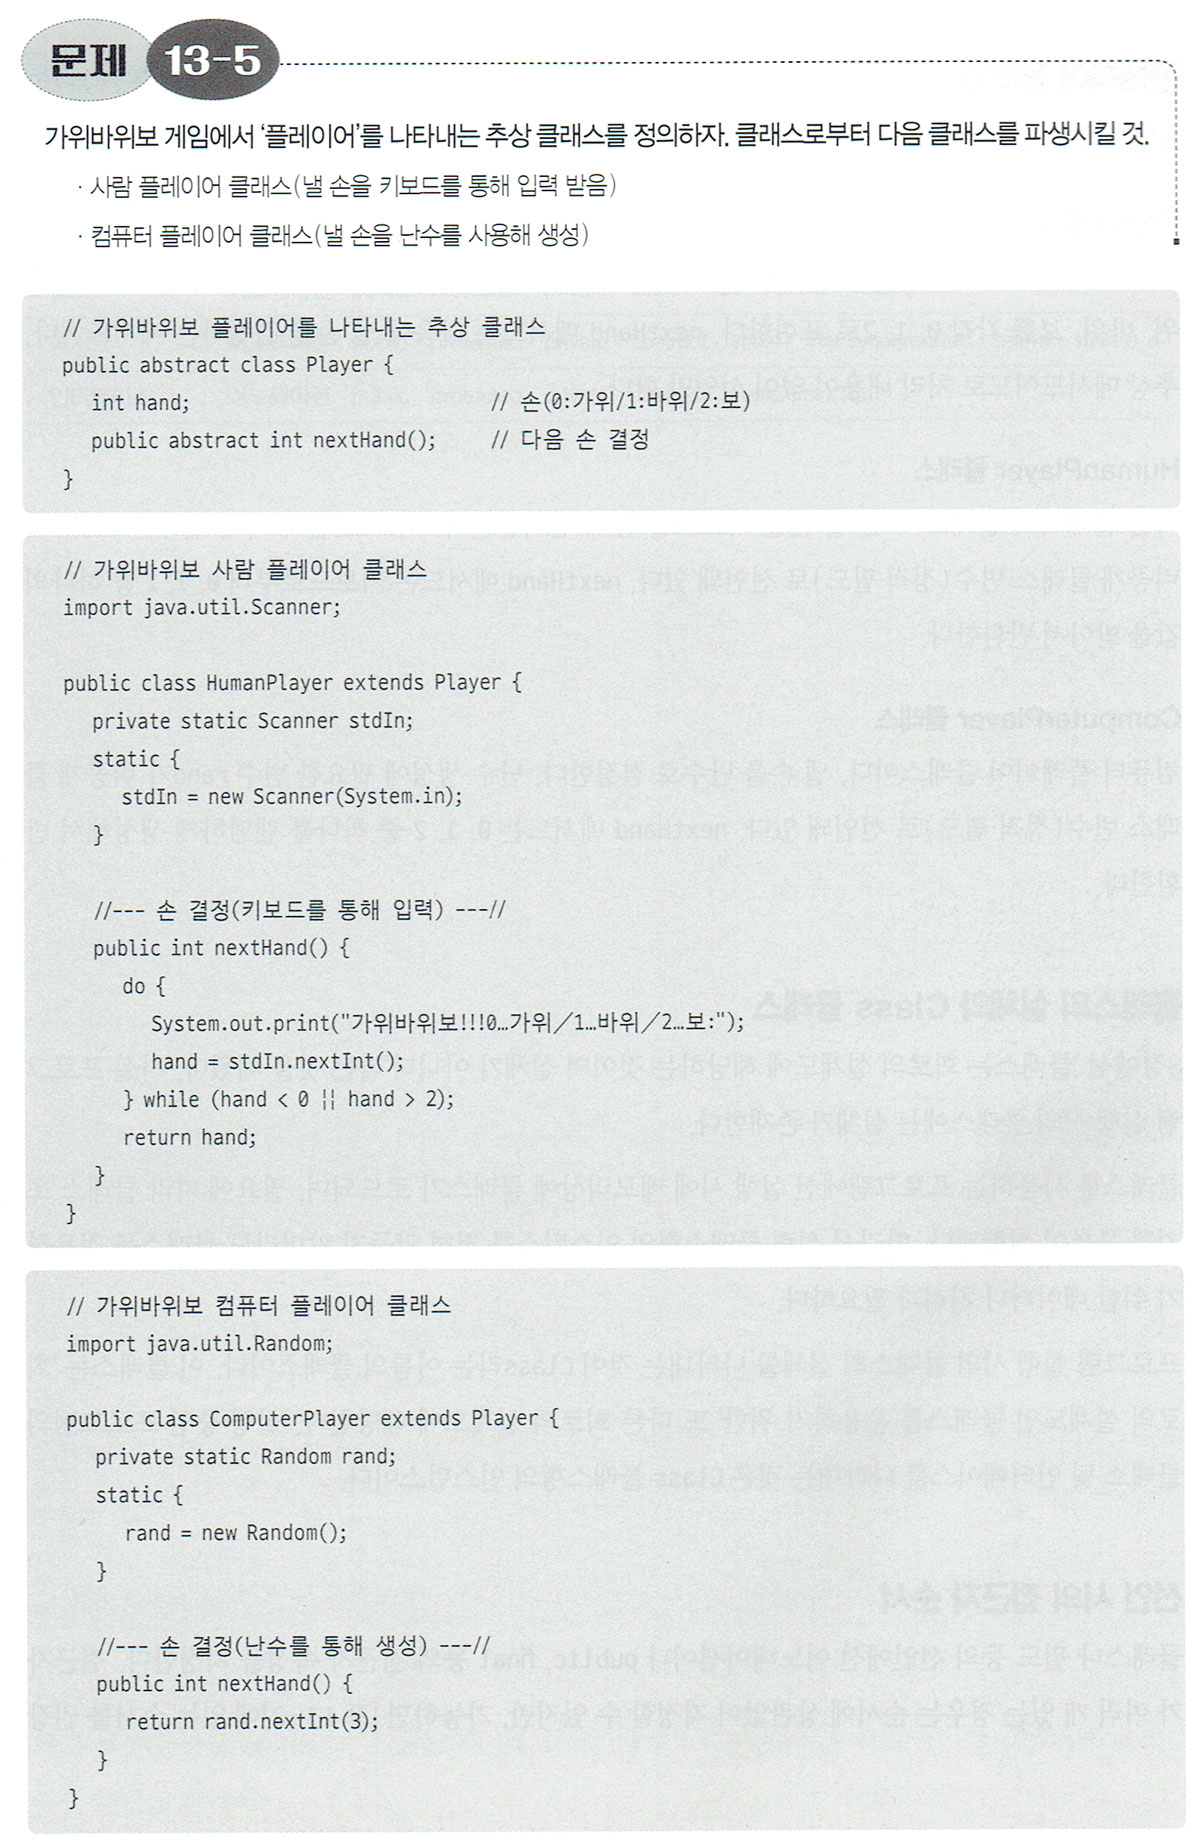 문제 13-5
가위바위보 게임에서 '플레이어'를 나타내는 추상 클래스를 정의하자. 클래스로부터 다음 클래스를 파생시킬 것.
· 사람 플레이어 클래스(낼 손을 키보드를 통해 입력 받음)
· 컴퓨터 플레이어 클래스(낼 손을 난수를 사용해 생성)
// 가위바위보 플레이어를 나타내는 추상 클래스
public abstract class Player {
int hand; // 손(0:가위/1:바위/2:보)
public abstract int nextHand(); // 다음 손 결정
}
// 가위바위보 사람 플레이어 클래스
import java.util.Scanner;
public class HumanPlayer extends Player {
private static Scanner stdIn;
static {
stdIn = new Scanner(System.in);
}
//--- 손 결정(키보드를 통해 입력) ---//
public int nextHand() {
do {
System.out.print("가위바위보!!!0…가위／1…바위／2…보:");
hand = stdIn.nextInt();
} while (hand < 0 || hand > 2);
return hand;
}
}
// 가위바위보 컴퓨터 플레이어 클래스
import java.util.Random;
public class ComputerPlayer extends Player {
private static Random rand;
static {
rand = new Random();
}
//--- 손 결정(난수를 통해 생성) ---//
public int nextHand() {
return rand.nextInt(3);
}
}